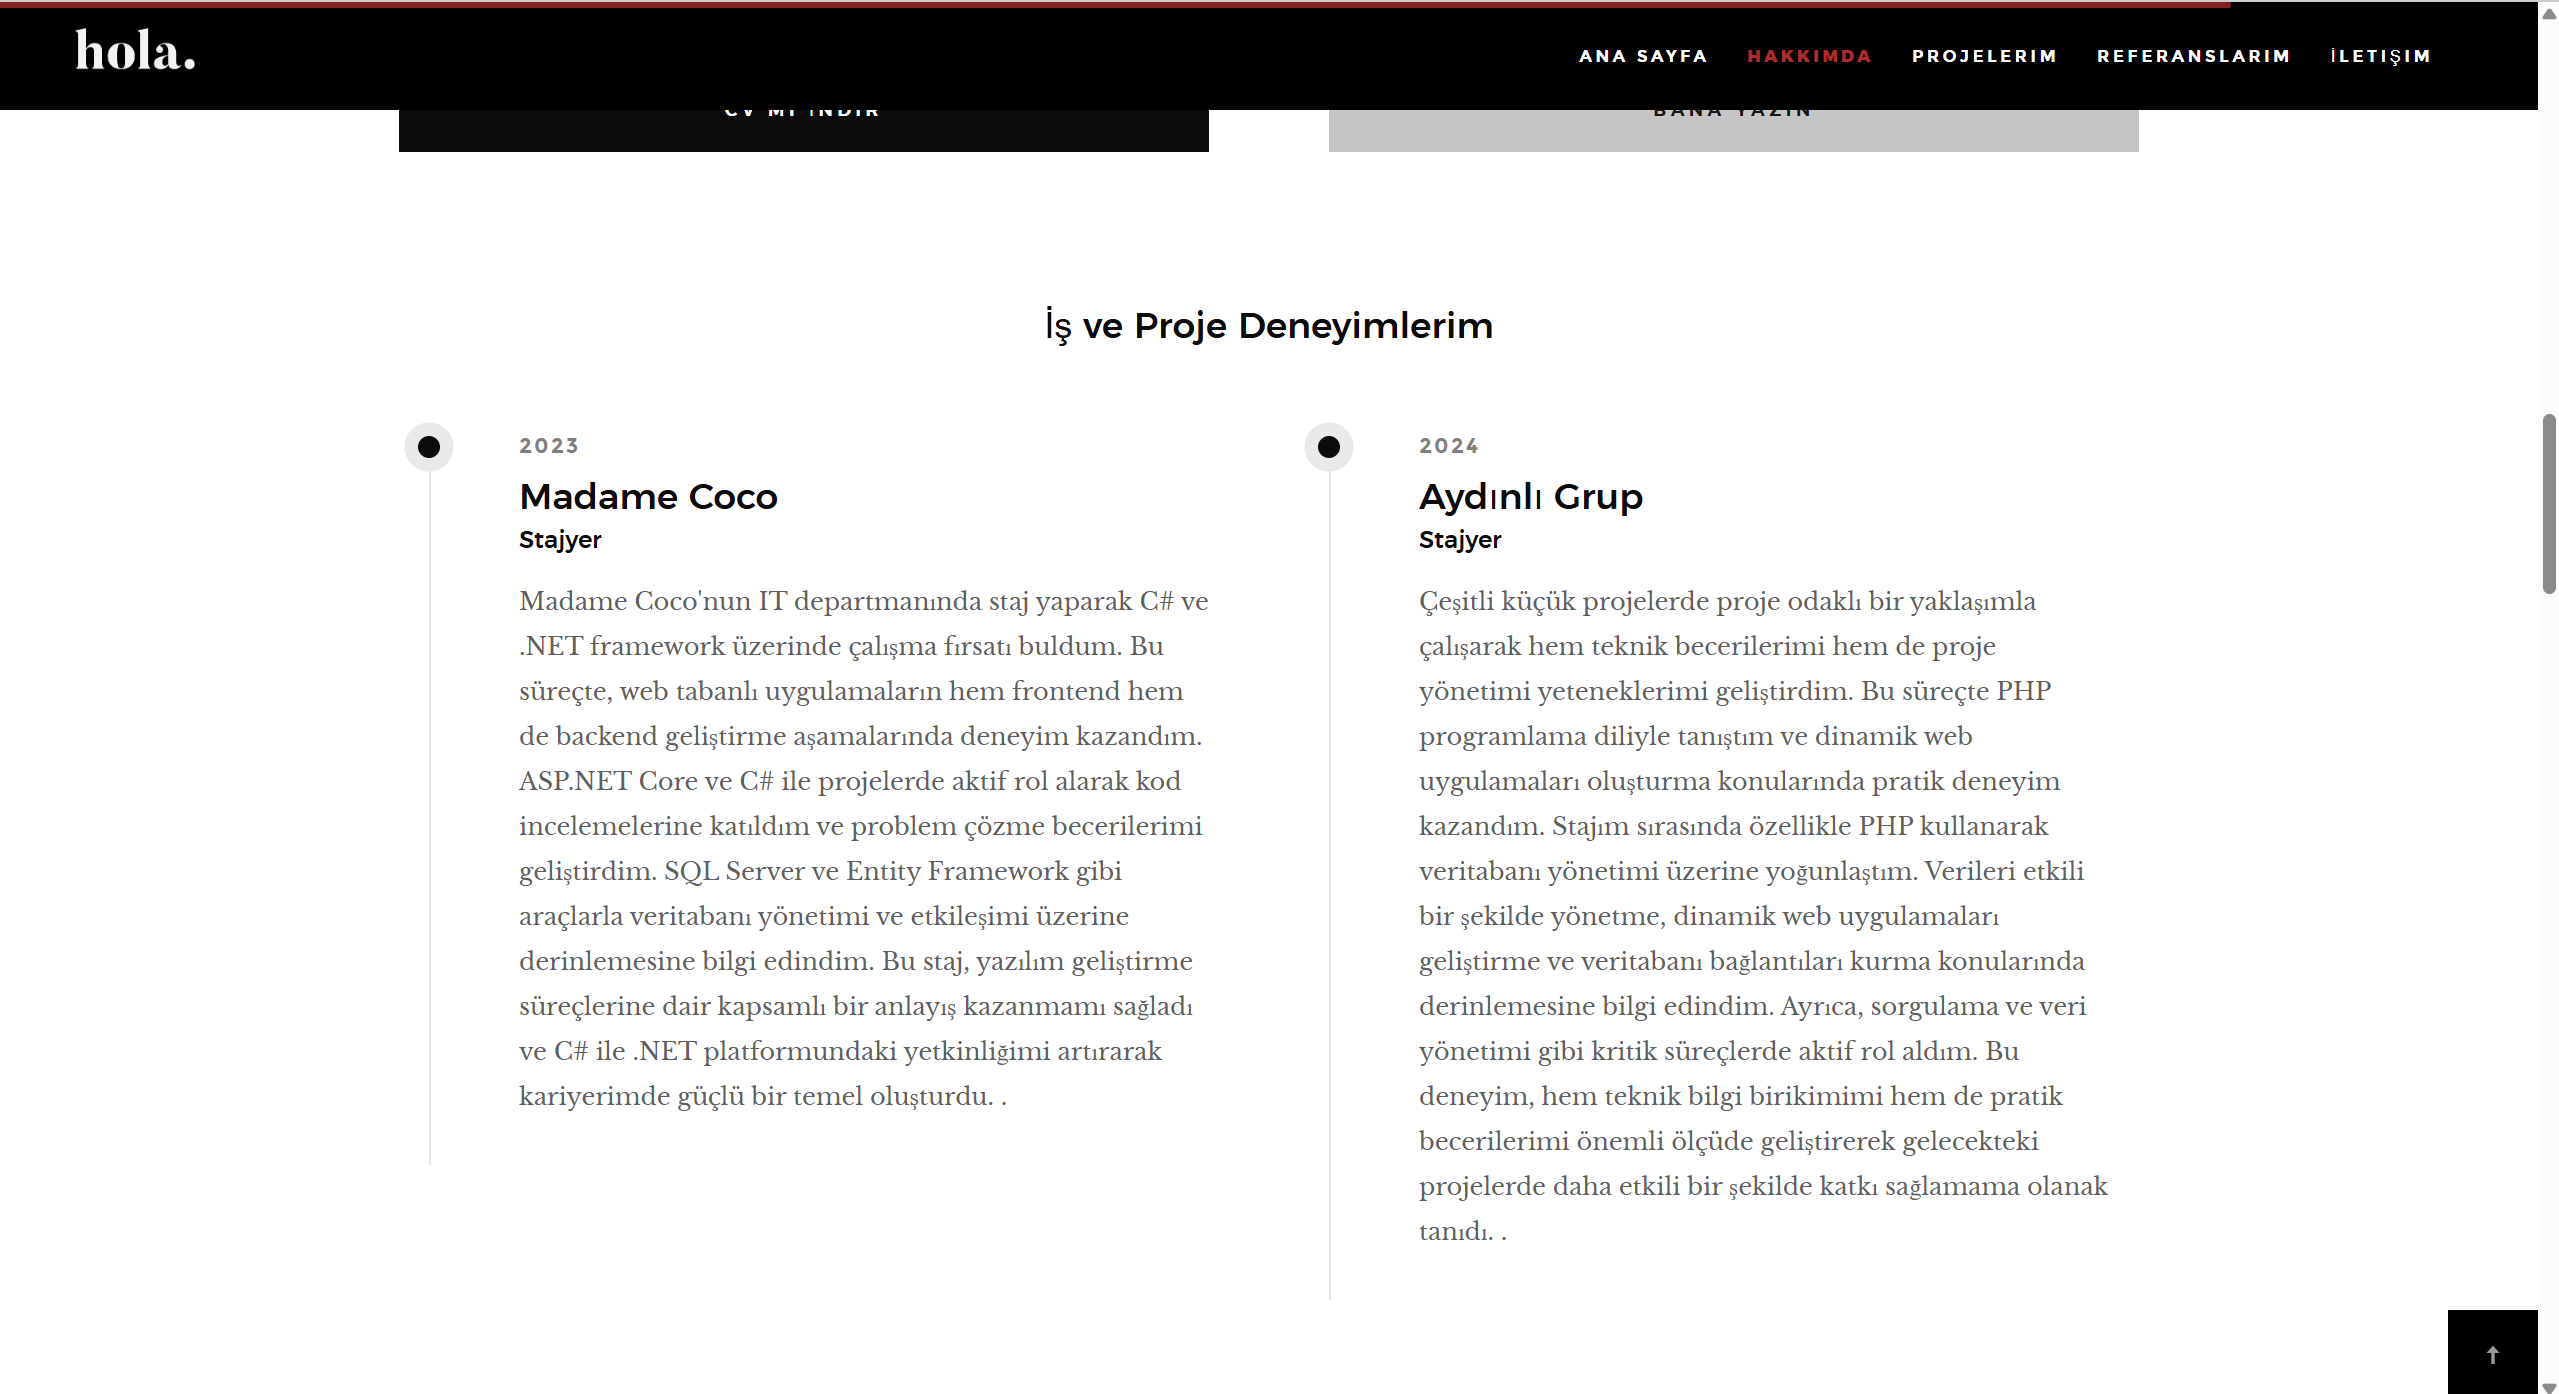 hola.
ANA SAYFA HAKKIMDA PROJELERIM REFERANSLARIM İLETIŞIM
CV Mİ İNDİR
BANA YAZIN
İş ve Proje Deneyimlerim
2023
Madame Coco
Stajyer
Madame Coco'nun IT departmanında staj yaparak C# ve
.NET framework üzerinde çalışma fırsatı buldum. Bu
süreçte, web tabanlı uygulamaların hem frontend hem
de backend geliştirme aşamalarında deneyim kazandım.
ASP.NET Core ve C# ile projelerde aktif rol alarak kod
incelemelerine katıldım ve problem çözme becerilerimi
geliştirdim. SQL Server ve Entity Framework gibi
araçlarla veritabanı yönetimi ve etkileşimi üzerine
derinlemesine bilgi edindim. Bu staj, yazılım geliştirme
süreçlerine dair kapsamlı bir anlayış kazanmamı sağladı
ve C# ile .NET platformundaki yetkinliğimi artırarak
kariyerimde güçlü bir temel oluşturdu. .
2024
Aydınlı Grup
Stajyer
Çeşitli küçük projelerde proje odaklı bir yaklaşımla
çalışarak hem teknik becerilerimi hem de proje
yönetimi yeteneklerimi geliştirdim. Bu süreçte PHP
programlama diliyle tanıştım ve dinamik web
uygulamaları oluşturma konularında pratik deneyim
kazandım. Stajım sırasında özellikle PHP kullanarak
veritabanı yönetimi üzerine yoğunlaştım. Verileri etkili
bir şekilde yönetme, dinamik web uygulamaları
geliştirme ve veritabanı bağlantıları kurma konularında
derinlemesine bilgi edindim. Ayrıca, sorgulama ve veri
yönetimi gibi kritik süreçlerde aktif rol aldım. Bu
deneyim, hem teknik bilgi birikimimi hem de pratik
becerilerimi önemli ölçüde geliştirerek gelecekteki
projelerde daha etkili bir şekilde katkı sağlamama olanak
tanıdı. .